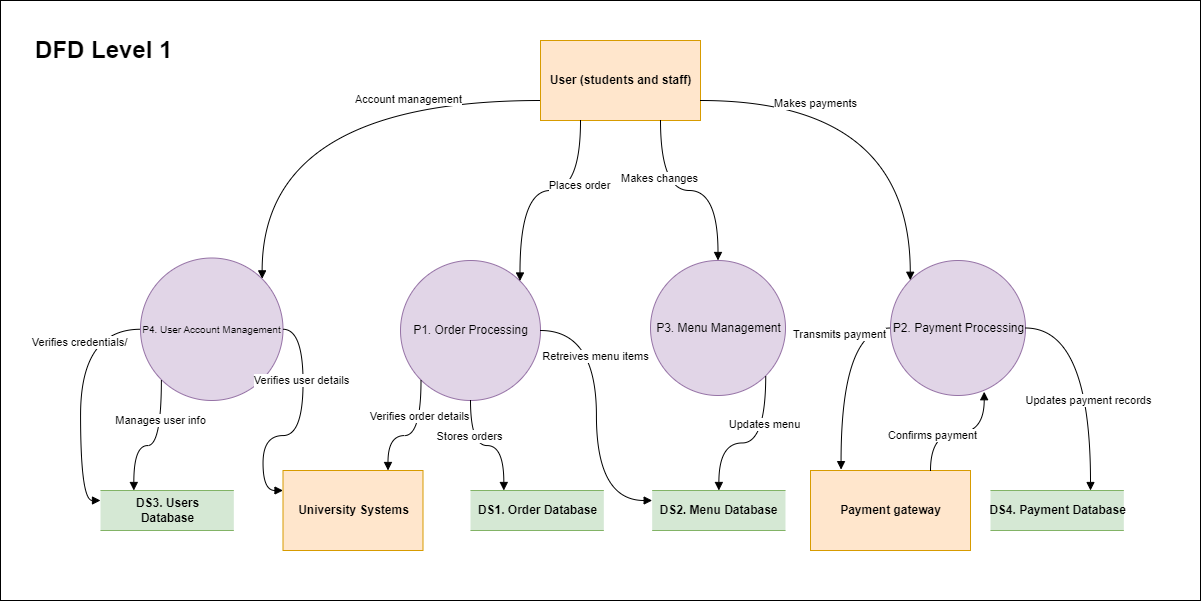 DFD Level 1
User (students and staff)
Account management
Makes payments
Makes changes
Places order
P4. User Account Management
P1. Order Processing
P3. Menu Management
P2. Payment Processing
Verifies credentials/
Transmits payment
Retreives menu items
Verifies user details
Updates payment records
Manages user info
Verifies order details
Updates menu
Stores orders
Confirms payment
DS3. Users
Database
University Systems
DS1. Order Database
DS2. Menu Database
Payment gateway
DS4. Payment Database